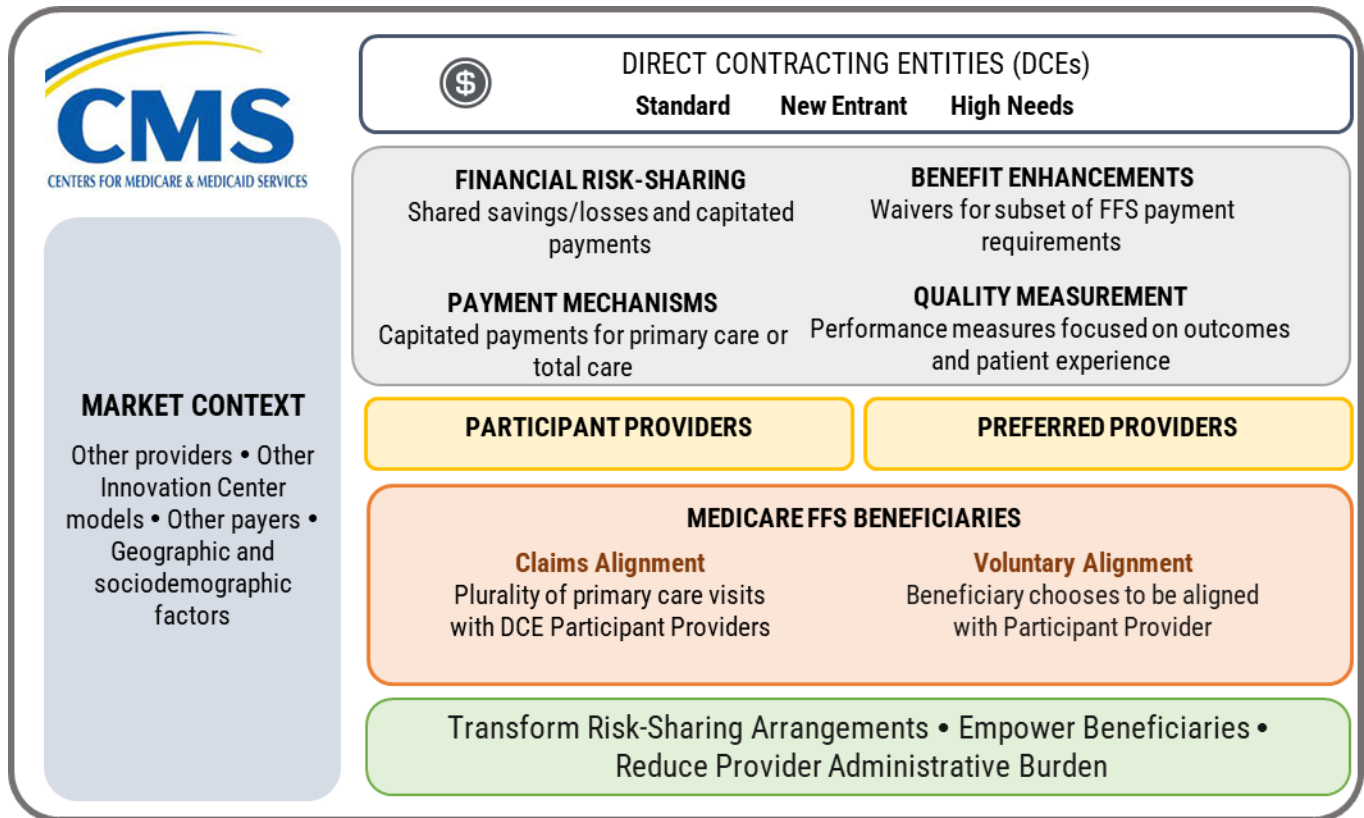 CMS
CENTERS FOR MEDICARE & MEDICAID SERVICES
MARKET CONTEXT
Other providers • Other
Innovation Center
models • Other payers •
Geographic and
sociodemographic
factors
$
DIRECT CONTRACTING ENTITIES (DCEs)
Standard New Entrant High Needs
FINANCIAL RISK-SHARING
Shared savings/losses and capitated
payments
BENEFIT ENHANCEMENTS
Waivers for subset of FFS payment
requirements
PAYMENT MECHANISMS
Capitated payments for primary care or
total care
QUALITY MEASUREMENT
Performance measures focused on outcomes
and patient experience
PARTICIPANT PROVIDERS
PREFERRED PROVIDERS
MEDICARE FFS BENEFICIARIES
Claims Alignment
Plurality of primary care visits
with DCE Participant Providers
Voluntary Alignment
Beneficiary chooses to be aligned
with Participant Provider
Transform Risk-Sharing Arrangements • Empower Beneficiaries •
Reduce Provider Administrative Burden